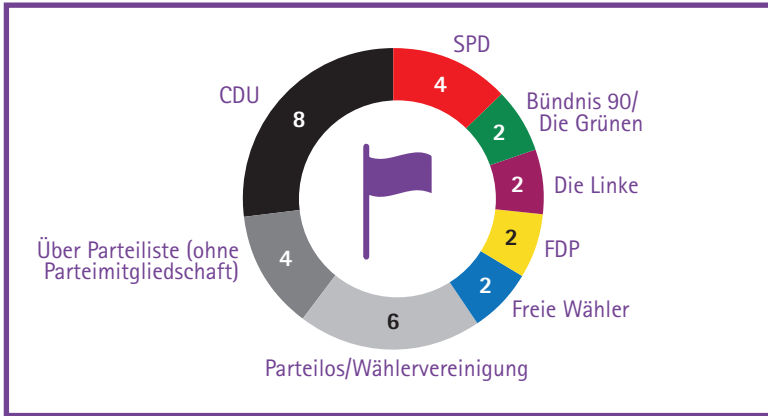 SPD
4
Bündnis 90/
Die Grünen
2
Die Linke
2
FDP
2
Freie Wähler
2
Parteilos/Wählervereinigung
6
Über Parteiliste (ohne
Parteimitgliedschaft)
4
CDU
8